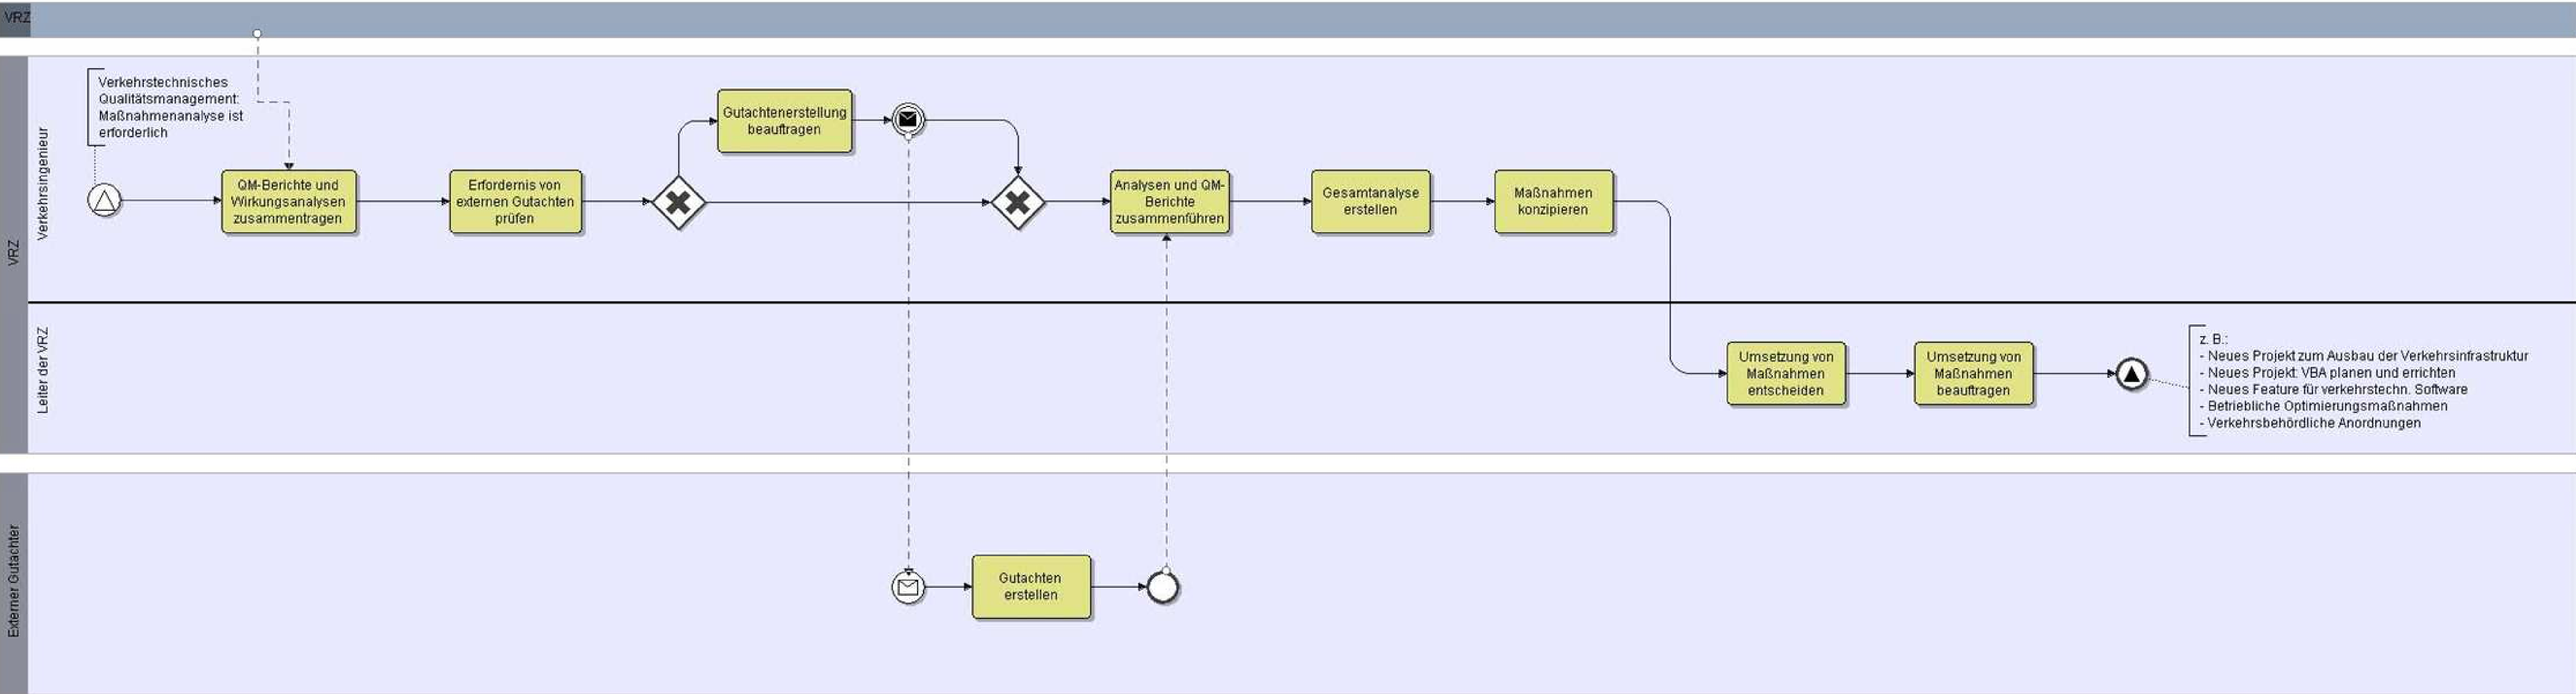 VRZ
VRZ
Verkehrsingenieur
Verkehrstechnisches
Qualitätsmanagement:
Maßnahmenanalyse ist
erforderlich
QM-Berichte und
Wirkungsanalysen
zusammentragen
Erfordernis von
externen Gutachten
prüfen
Gutachtenerstellung
beauftragen
Analysen und QM-
Berichte
zusammenführen
Gesamtanalyse
erstellen
Maßnahmen
konzipieren
Leiter der VRZ
Umsetzung von
Maßnahmen
entscheiden
Umsetzung von
Maßnahmen
beauftragen
z. B.:
- Neues Projekt zum Ausbau der Verkehrsinfrastruktur
- Neues Projekt: VBA planen und errichten
- Neues Feature für verkehrstechn. Software
- Betriebliche Optimierungsmaßnahmen
- Verkehrsbehördliche Anordnungen
Externer Gutachter
Gutachten
erstellen